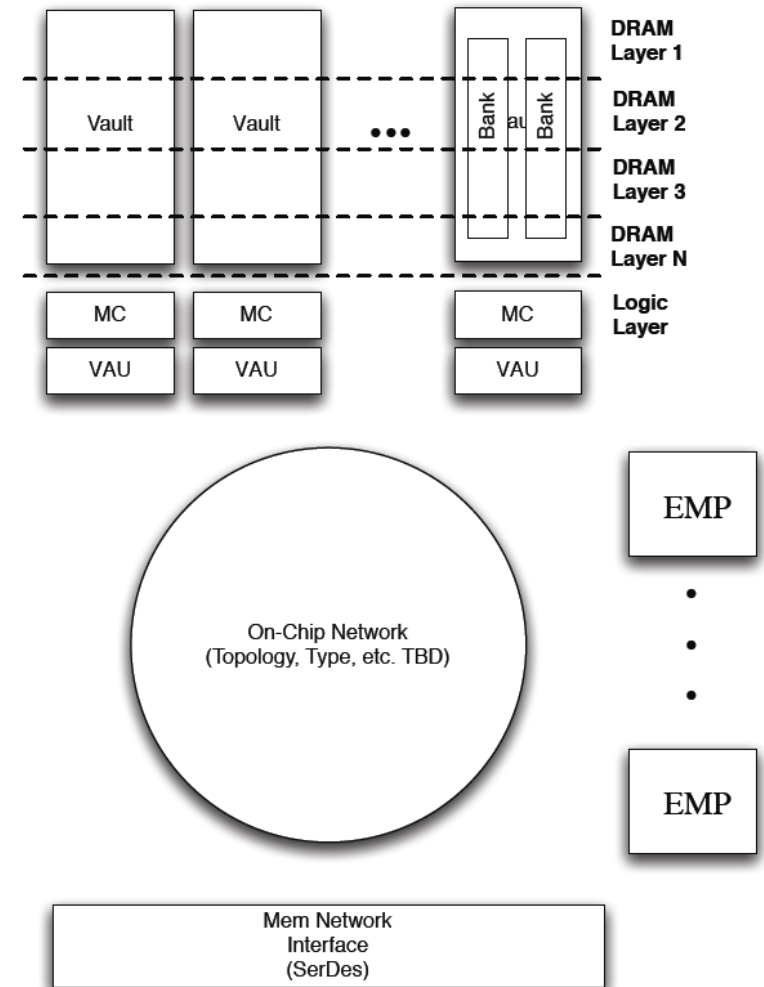 DRAM
Layer 1
Vault
Vault
Bank
au
Bank
DRAM
Layer 2
DRAM
Layer 3
DRAM
Layer N
MC
MC
MC
Logic
Layer
VAU
VAU
VAU
EMP
On-Chip Network
(Topology, Type, etc. TBD)
EMP
Mem Network
Interface
(SerDes)